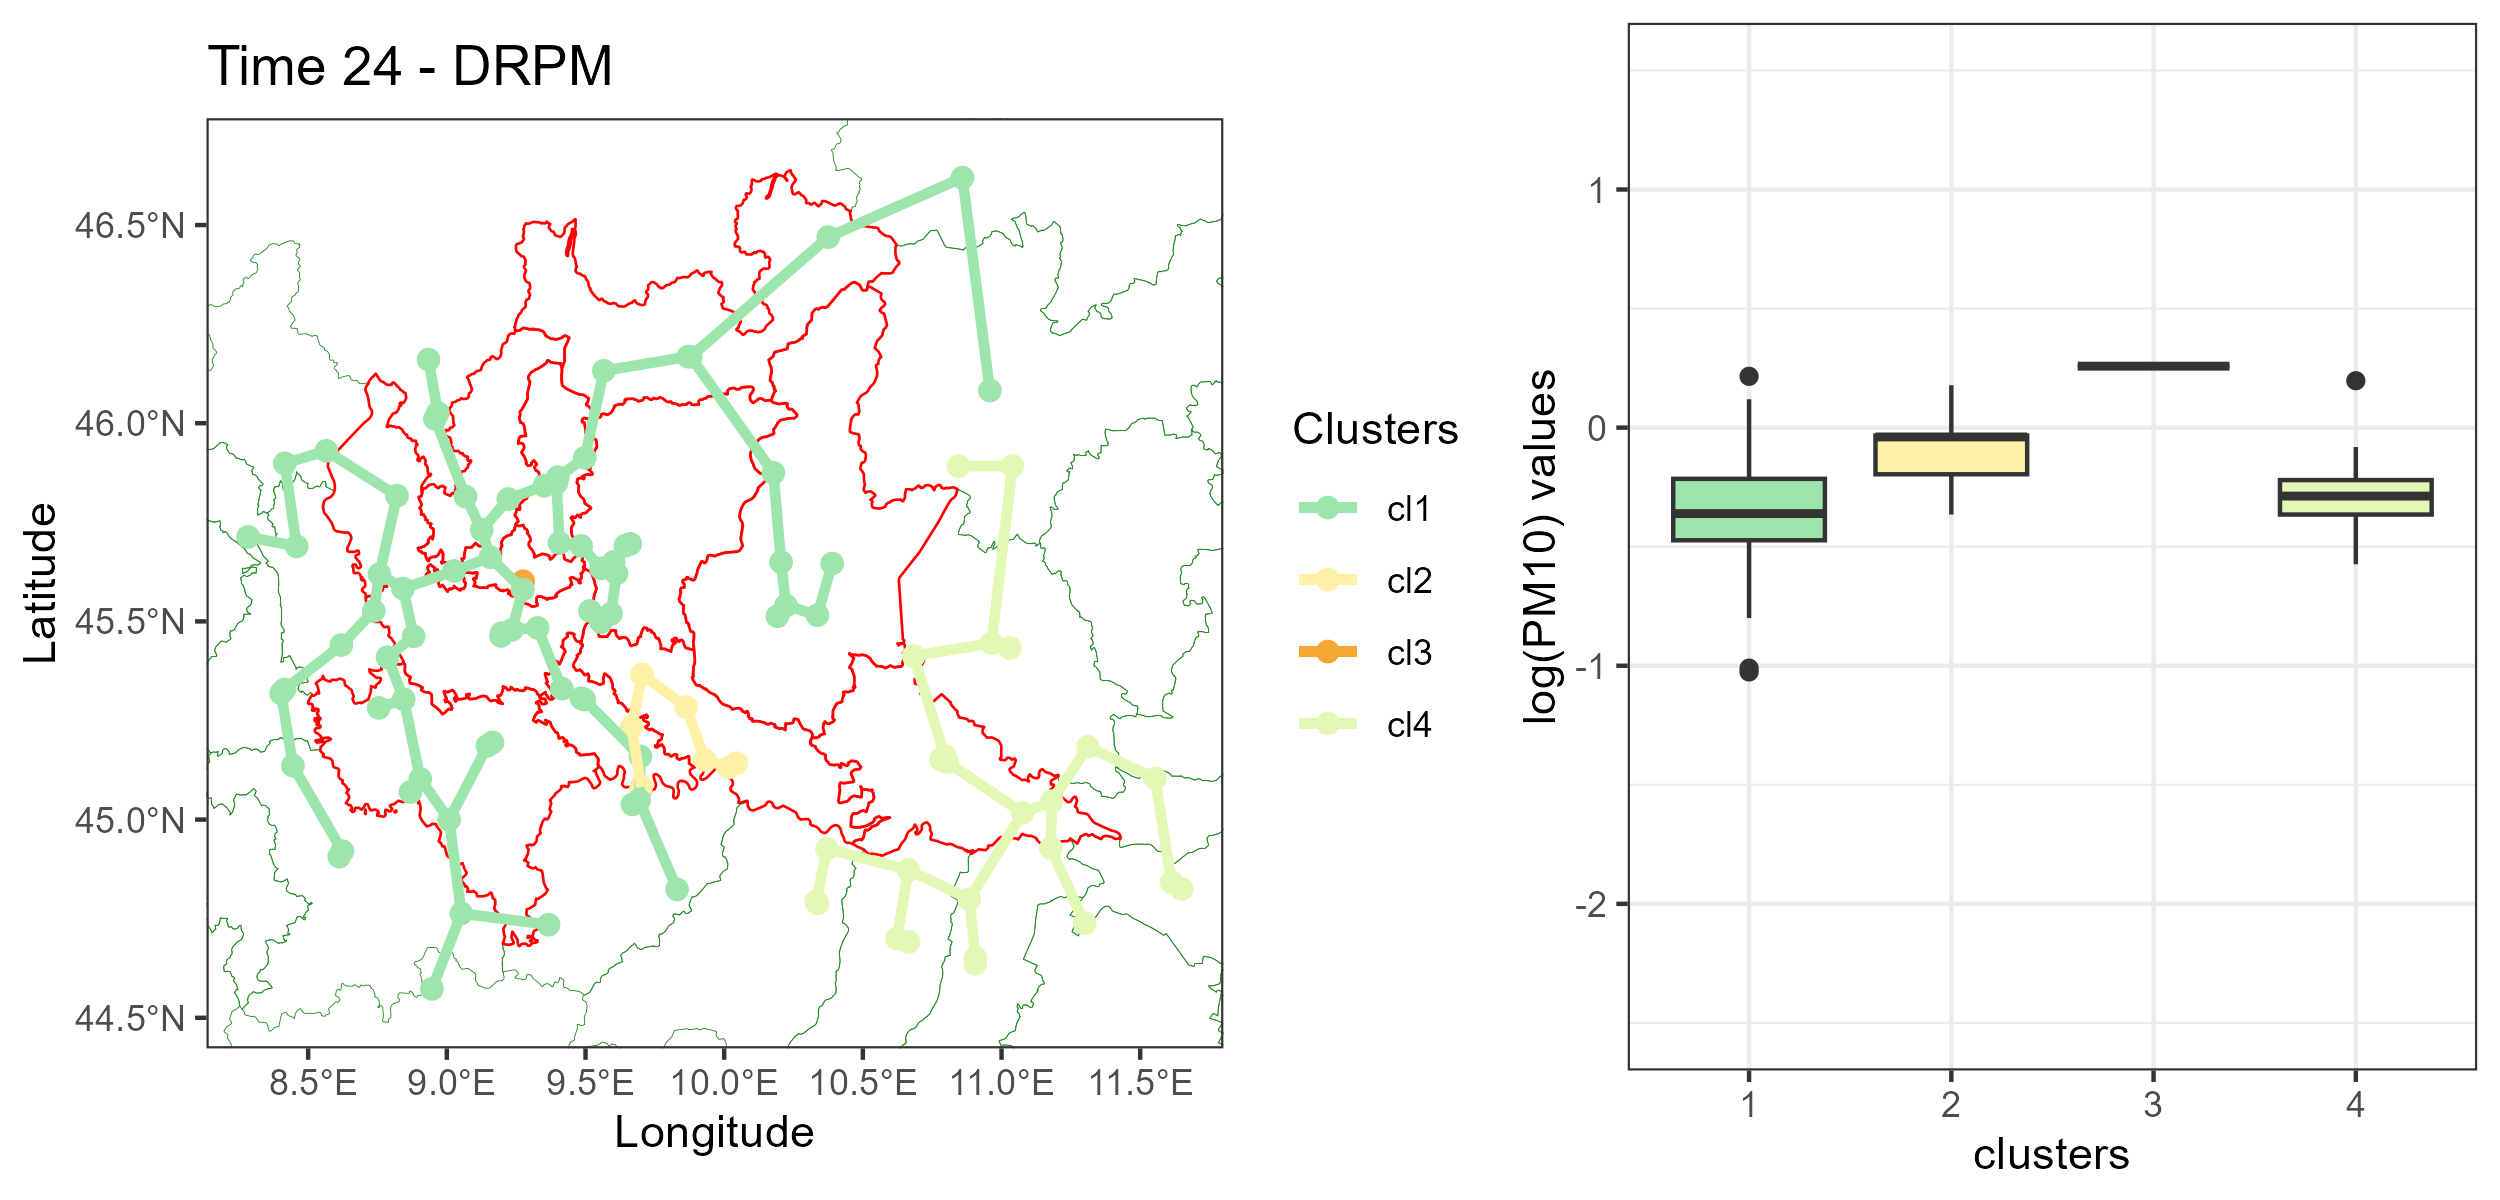 Time 24 - DRPM
46.5°N
46.0°N
45.5°N
45.0°N
44.5°N
Latitude
8.5°E 9.0°E 9.5°E 10.0°E 10.5°E 11.0°E 11.5°E
Longitude
Clusters
cl1
cl2
cl3
cl4
log(PM10) values
1
0
-1
-2
1 2 3 4
clusters